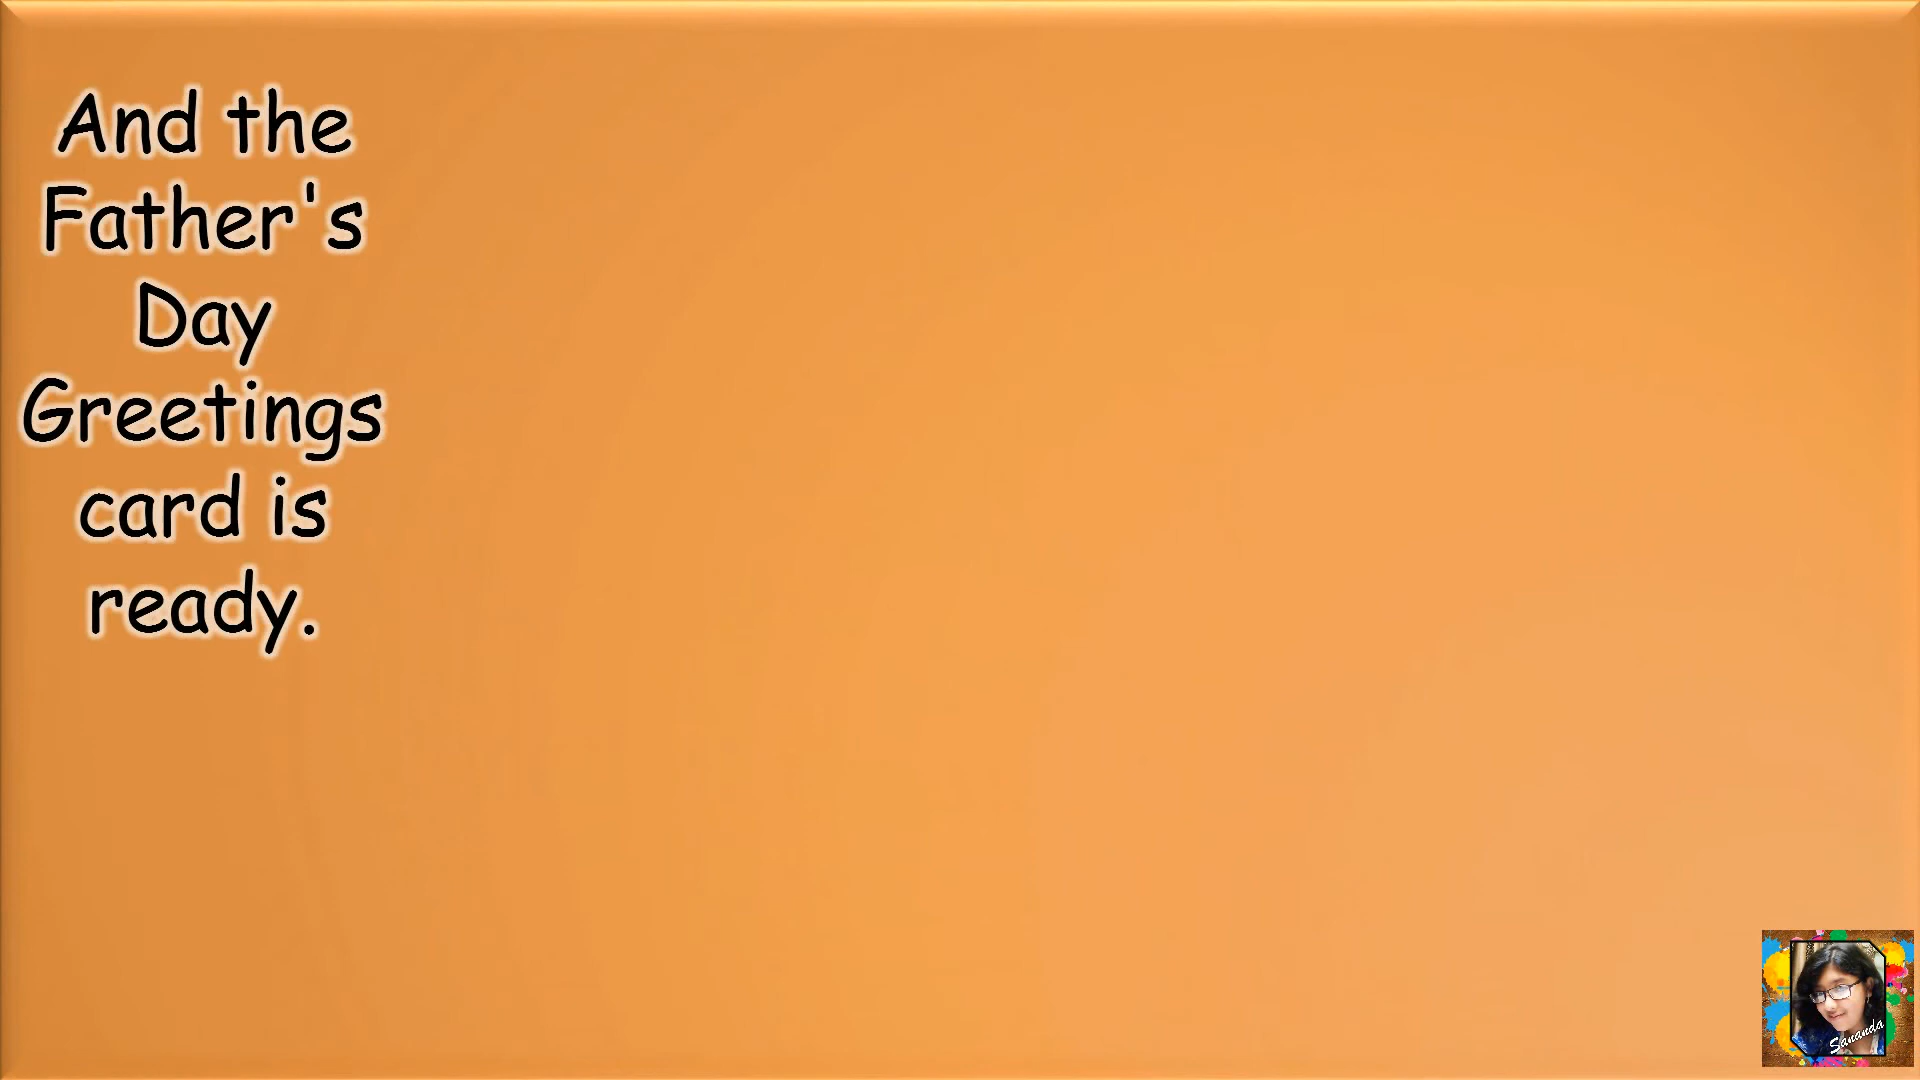 And the
Father's
Day
Greetings
card is
ready.
Sananda